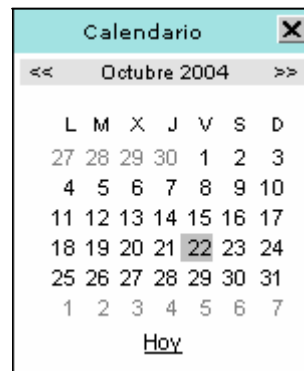 Calendario X
<< Octubre 2004 >>
L M X J V S D
27 28 29 30 1 2 3
4 5 6 7 8 9 10
11 12 13 14 15 16 17
18 19 20 21 22 23 24
25 26 27 28 29 30 31
1 2 3 4 5 6 7
Hoy